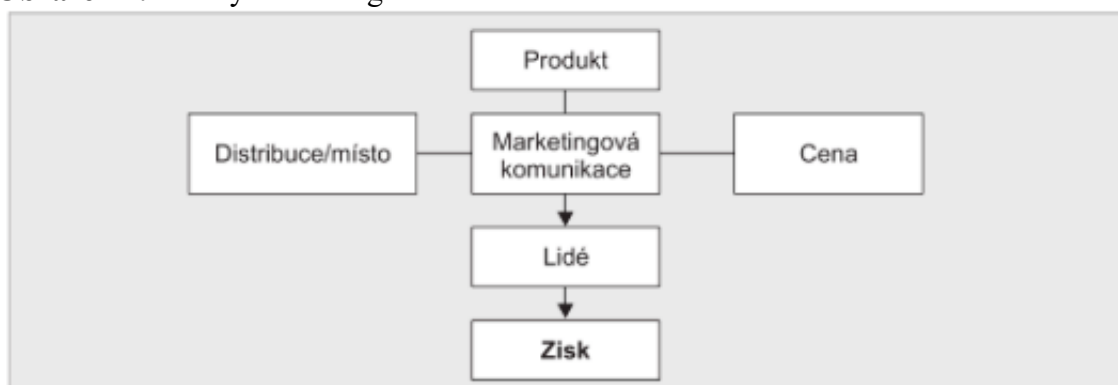 Produkt
Distribuce/místo
Marketingová
komunikace
Cena
Lidé
Zisk